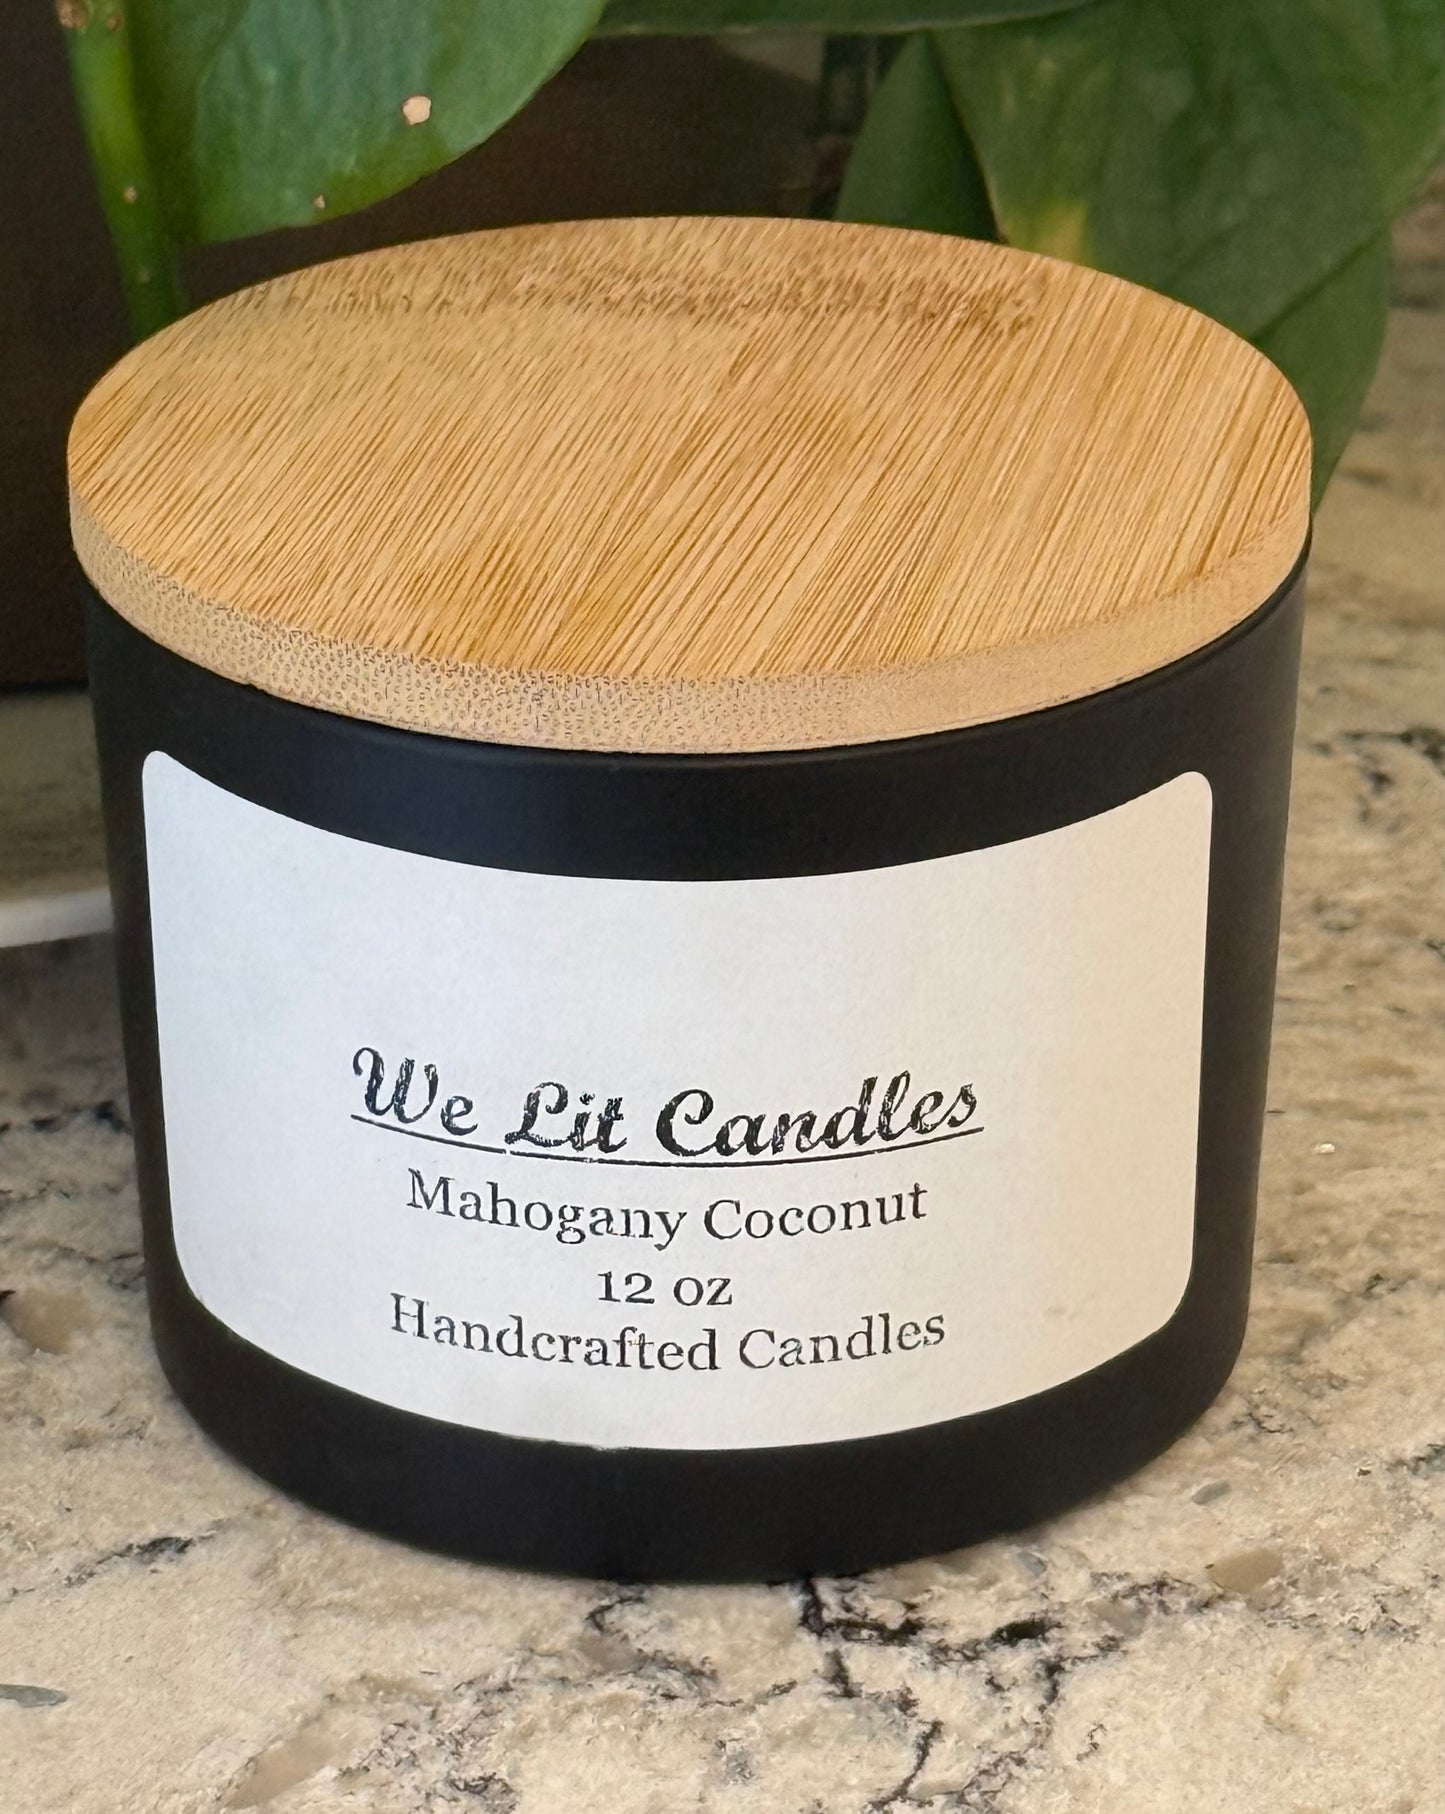 We Lit Candles
Mahogany Coconut
12 oz
Handcrafted Candles